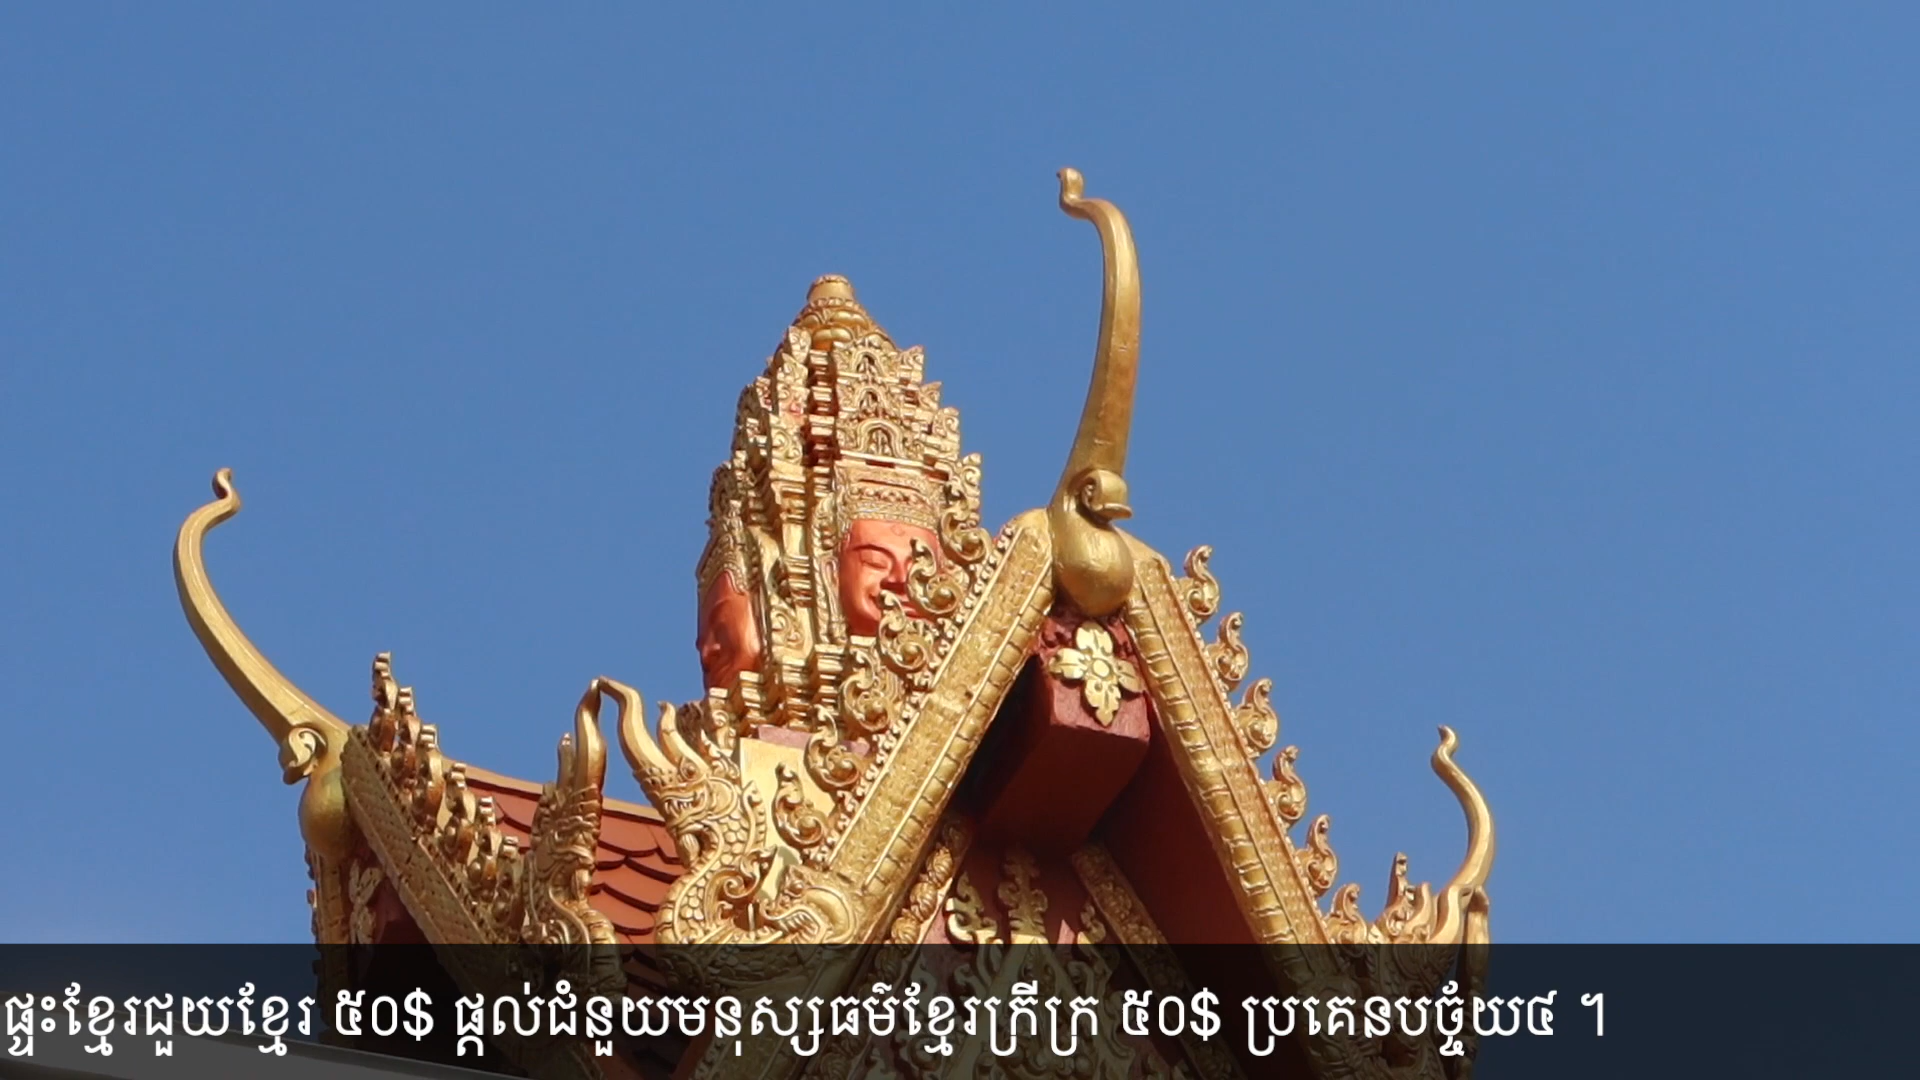 ផ្ទះខ្មែរជួយខ្មែរ ៥០$ ផ្តល់ជំនួយមនុស្សធម៌ខ្មែរក្រីក្រ ៥០$ ប្រគេនបច្ច័យ៤ ។